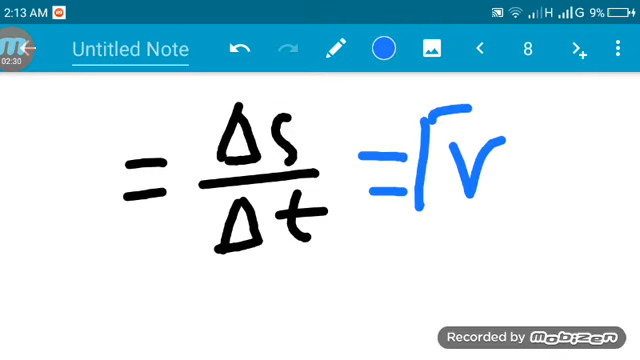 2:13 AM H G 9%
M 02:30 Untitled Note 8
= Δs/Δt = ⌈v
Recorded by mobizen